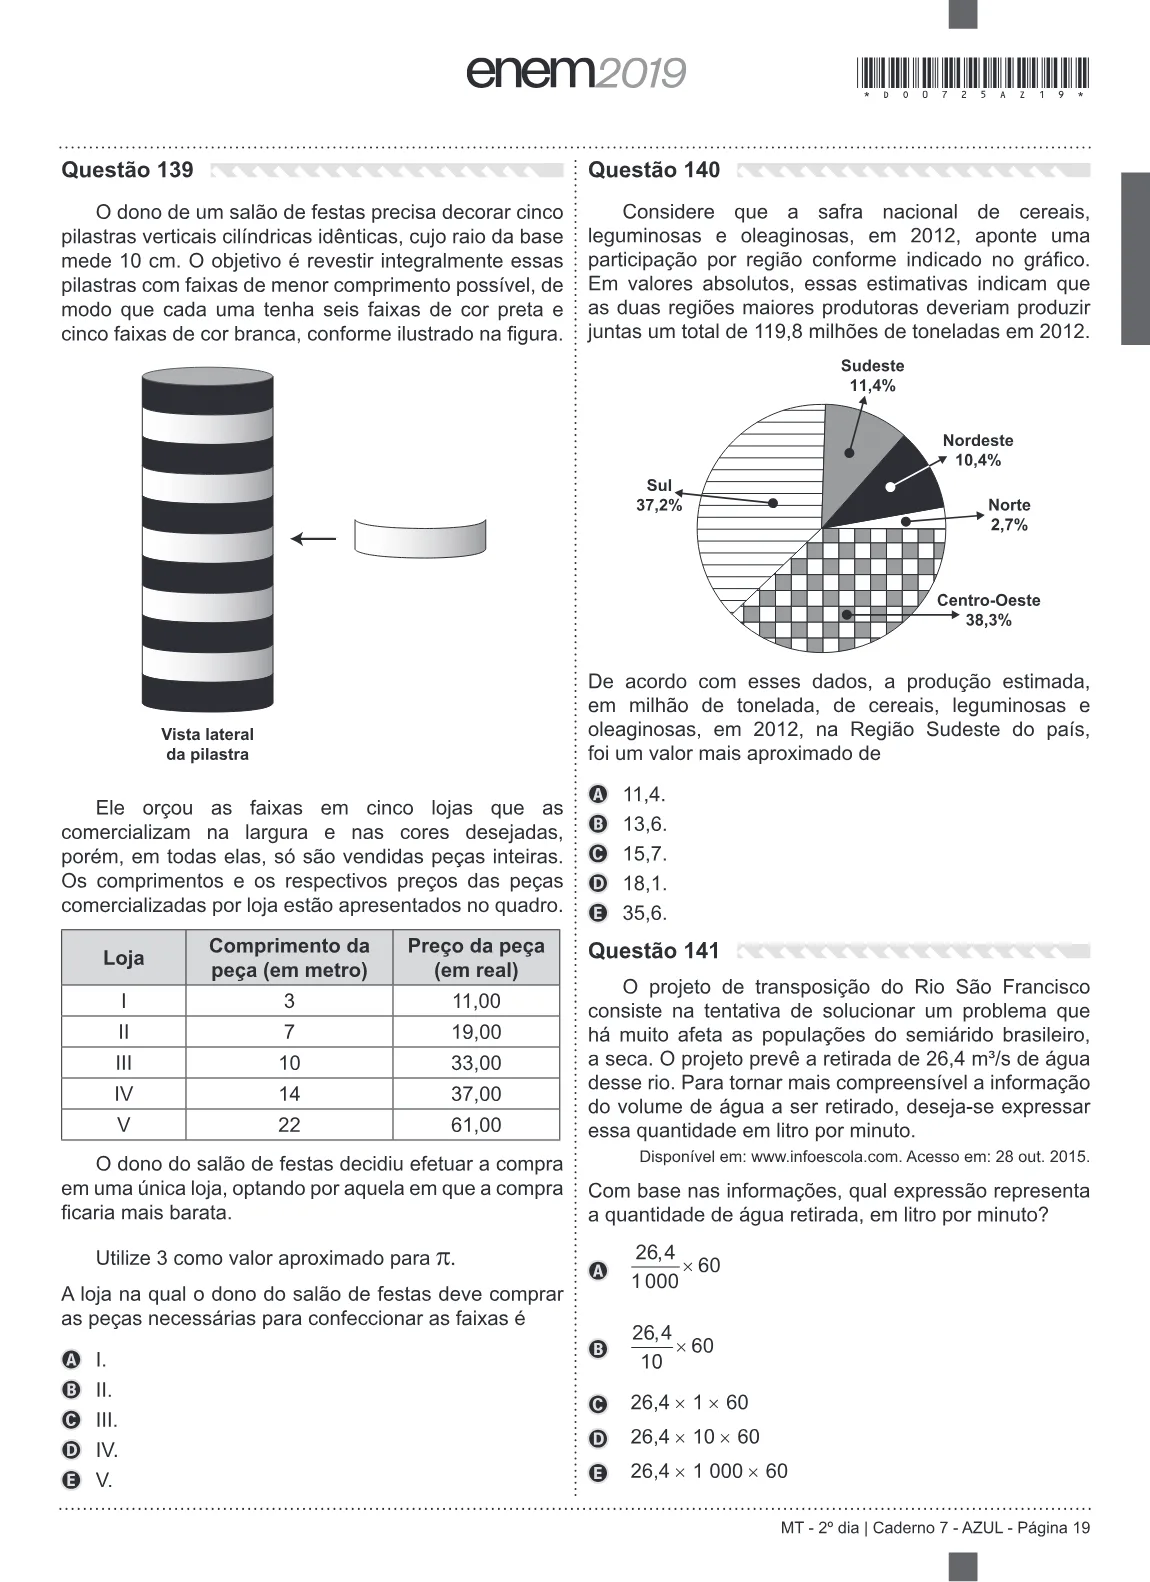 enem2019
*D00725AZ19*
Questão 139
O dono de um salão de festas precisa decorar cinco
pilastras verticais cilíndricas idênticas, cujo raio da base
mede 10 cm. O objetivo é revestir integralmente essas
pilastras com faixas de menor comprimento possível, de
modo que cada uma tenha seis faixas de cor preta e
cinco faixas de cor branca, conforme ilustrado na figura.
Vista lateral
da pilastra
Ele orçou as faixas em cinco lojas que as
comercializam na largura e nas cores desejadas,
porém, em todas elas, só são vendidas peças inteiras.
Os comprimentos e os respectivos preços das peças
comercializadas por loja estão apresentados no quadro.
Loja
Comprimento da
peça (em metro)
Preço da peça
(em real)
I 3 11,00
II 7 19,00
III 10 33,00
IV 14 37,00
V 22 61,00
O dono do salão de festas decidiu efetuar a compra
em uma única loja, optando por aquela em que a compra
ficaria mais barata.
Utilize 3 como valor aproximado para π.
A loja na qual o dono do salão de festas deve comprar
as peças necessárias para confeccionar as faixas é
A I.
B II.
C III.
D IV.
E V.
Questão 140
Considere que a safra nacional de cereais,
leguminosas e oleaginosas, em 2012, aponte uma
participação por região conforme indicado no gráfico.
Em valores absolutos, essas estimativas indicam que
as duas regiões maiores produtoras deveriam produzir
juntas um total de 119,8 milhões de toneladas em 2012.
Sudeste
11,4%
Nordeste
10,4%
Sul
37,2%
Norte
2,7%
Centro-Oeste
38,3%
De acordo com esses dados, a produção estimada,
em milhão de tonelada, de cereais, leguminosas e
oleaginosas, em 2012, na Região Sudeste do país,
foi um valor mais aproximado de
A 11,4.
B 13,6.
C 15,7.
D 18,1.
E 35,6.
Questão 141
O projeto de transposição do Rio São Francisco
consiste na tentativa de solucionar um problema que
há muito afeta as populações do semiárido brasileiro,
a seca. O projeto prevê a retirada de 26,4 m³/s de água
desse rio. Para tornar mais compreensível a informação
do volume de água a ser retirado, deseja-se expressar
essa quantidade em litro por minuto.
Disponível em: www.infoescola.com. Acesso em: 28 out. 2015.
Com base nas informações, qual expressão representa
a quantidade de água retirada, em litro por minuto?
A 26,4/1 000 × 60
B 26,4/10 × 60
C 26,4 × 1 × 60
D 26,4 × 10 × 60
E 26,4 × 1 000 × 60
MT - 2º dia | Caderno 7 - AZUL - Página 19